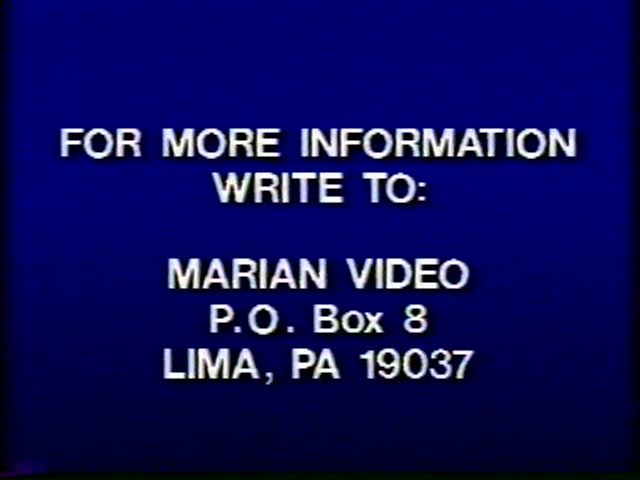 FOR MORE INFORMATION
WRITE TO:
MARIAN VIDEO
P.O. Box 8
LIMA, PA 19037